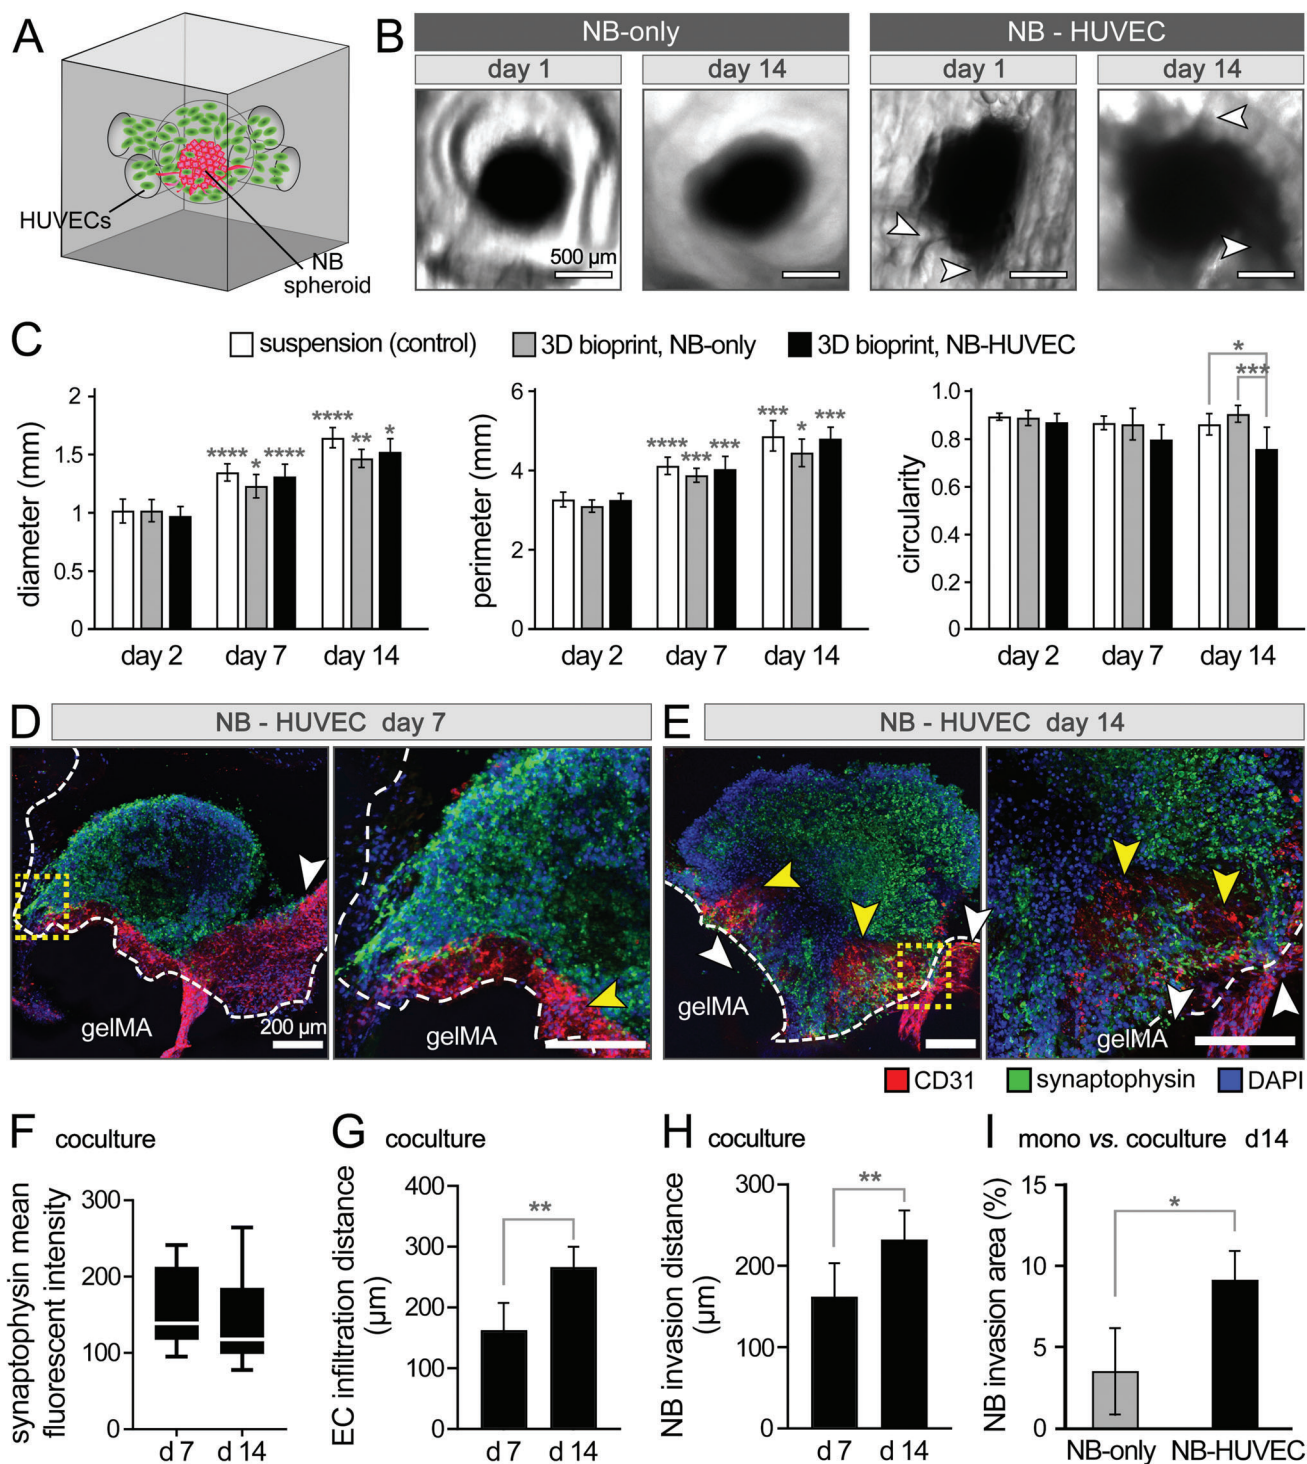 A
HUVECs
NB
spheroid
B
NB-only
NB - HUVEC
day 1
day 14
day 1
day 14
500 µm
C
suspension (control)
3D bioprint, NB-only
3D bioprint, NB-HUVEC
diameter (mm)
2
1.5
1
0.5
0
****
*
****
****
**
*
day 2
day 7
day 14
perimeter (mm)
6
4
2
0
****
***
***
***
*
***
day 2
day 7
day 14
circularity
1.0
0.8
0.6
0.4
0.2
0
*
***
day 2
day 7
day 14
D
NB - HUVEC day 7
gelMA
200 µm
gelMA
E
NB - HUVEC day 14
gelMA
gelMA
CD31
synaptophysin
DAPI
F coculture
synaptophysin mean
fluorescent intensity
300
200
100
0
d 7
d 14
G coculture
EC infiltration distance
(µm)
400
300
200
100
0
**
d 7
d 14
H coculture
NB invasion distance
(µm)
300
200
100
0
**
d 7
d 14
I mono vs. coculture d14
NB invasion area (%)
15
10
5
0
*
NB-only
NB-HUVEC